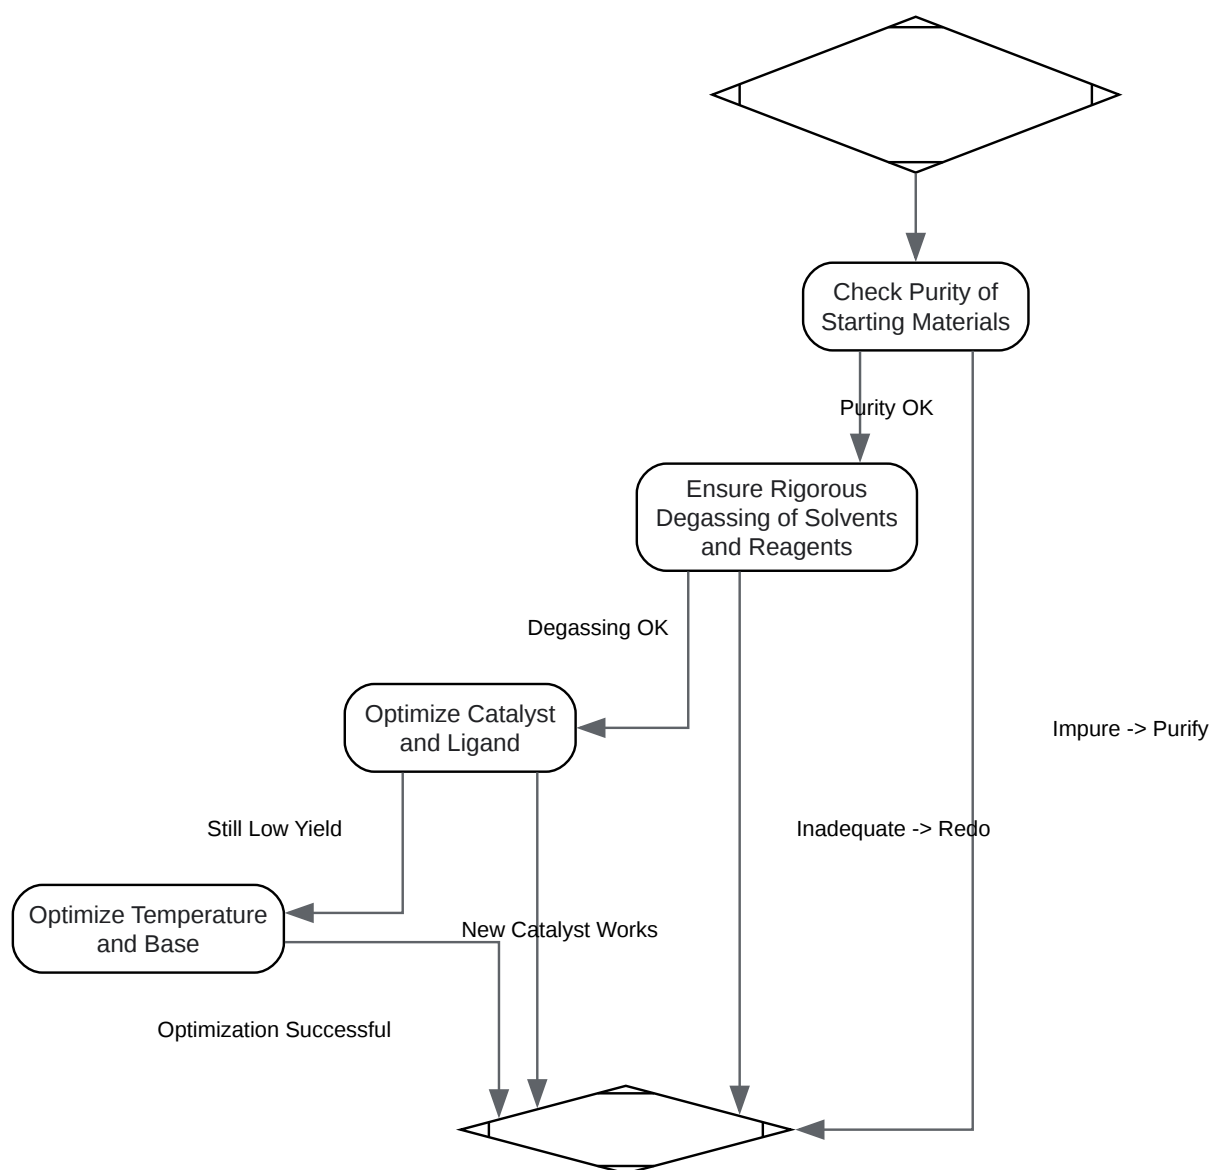 Check Purity of
Starting Materials
Purity OK
Ensure Rigorous
Degassing of Solvents
and Reagents
Degassing OK
Optimize Catalyst
and Ligand
Impure -> Purify
Still Low Yield
Inadequate -> Redo
Optimize Temperature
and Base
New Catalyst Works
Optimization Successful